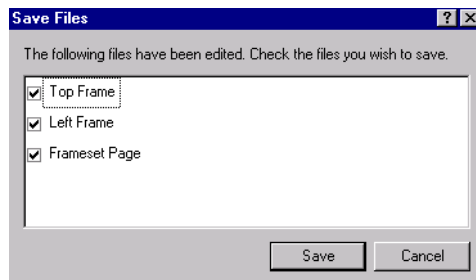 Save Files
The following files have been edited. Check the files you wish to save.
Top Frame
Left Frame
Frameset Page
Save Cancel